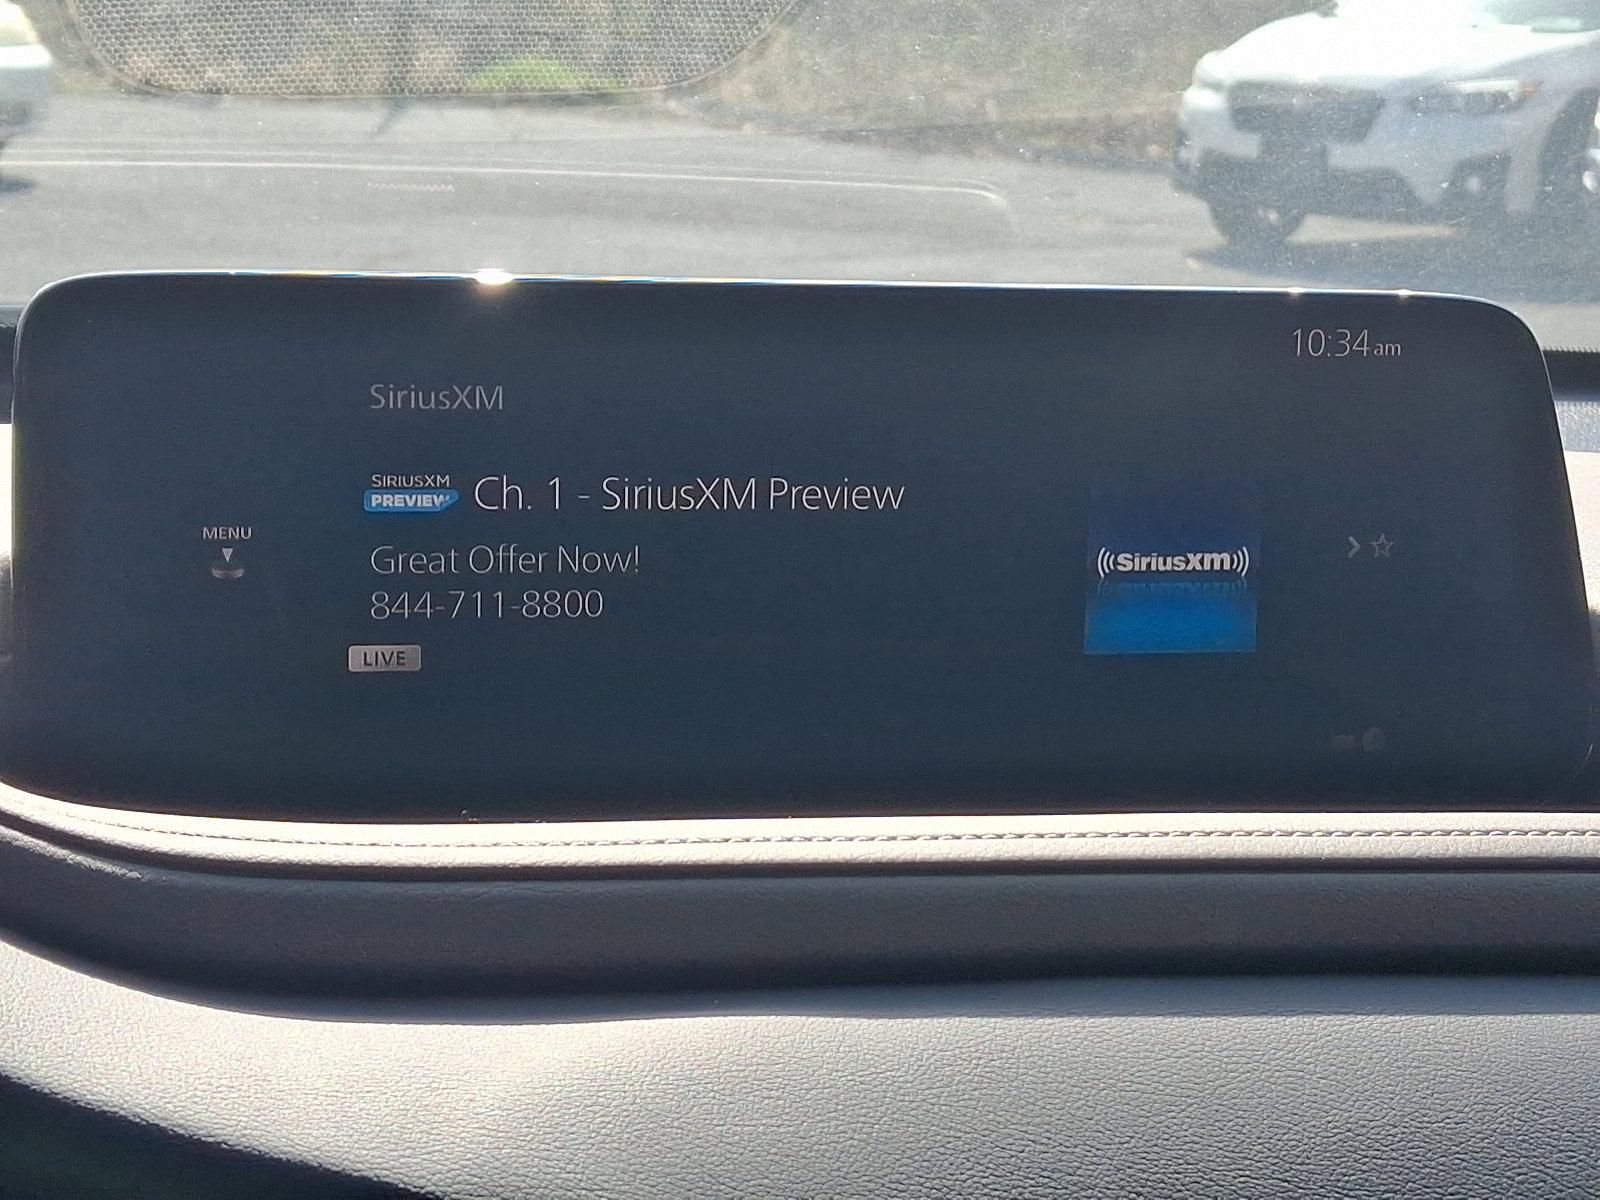 10:34am
SiriusXM
SIRIUSXM
PREVIEW
Ch. 1 - SiriusXM Preview
MENU
Great Offer Now!
844-711-8800
((SiriusXM))
LIVE